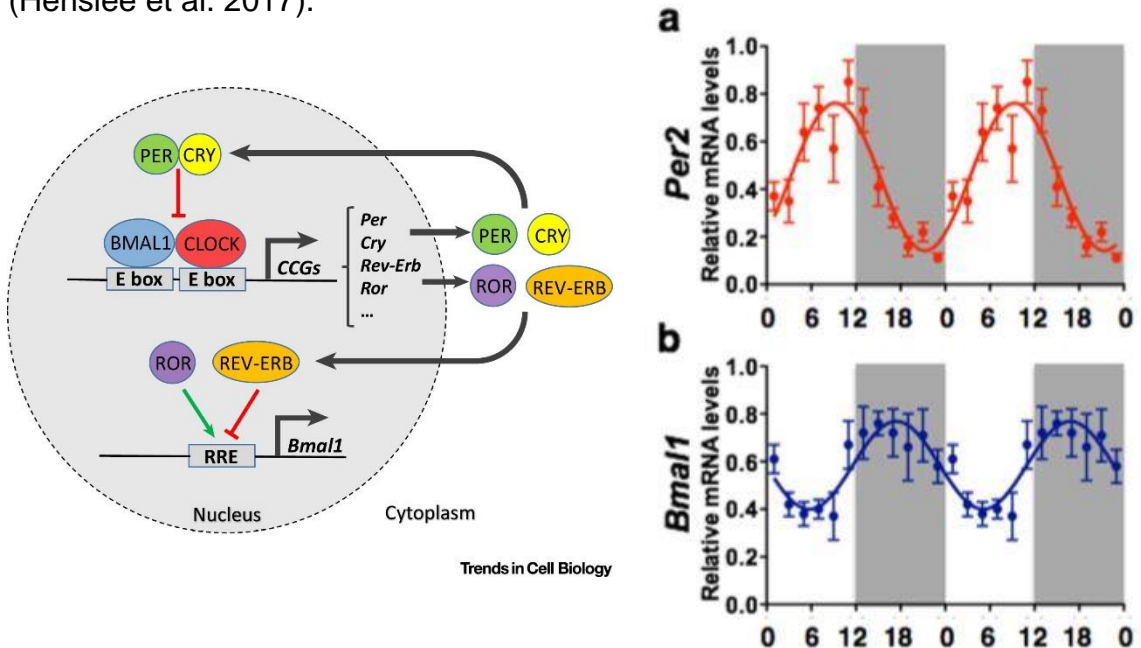 (Henslee et al. 2017).
PER CRY
BMAL1 CLOCK
E box E box
CCGs
Per
Cry
Rev-Erb
Ror
...
PER CRY
ROR REV-ERB
ROR REV-ERB
RRE
Bmal1
Nucleus
Cytoplasm
Trends in Cell Biology
a
Per2
Relative mRNA levels
1.0
0.8
0.6
0.4
0.2
0.0
0 6 12 18 0 6 12 18 0
b
Bmal1
Relative mRNA levels
1.0
0.8
0.6
0.4
0.2
0.0
0 6 12 18 0 6 12 18 0